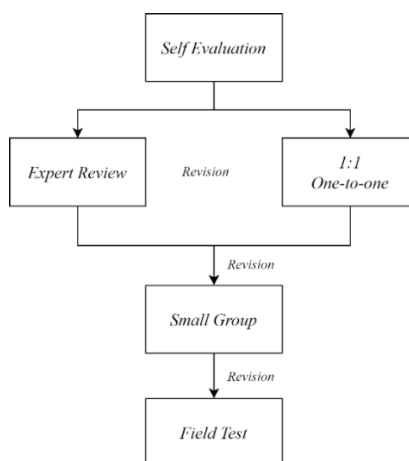 Self Evaluation
Expert Review
Revision
1:1
One-to-one
Revision
Small Group
Revision
Field Test